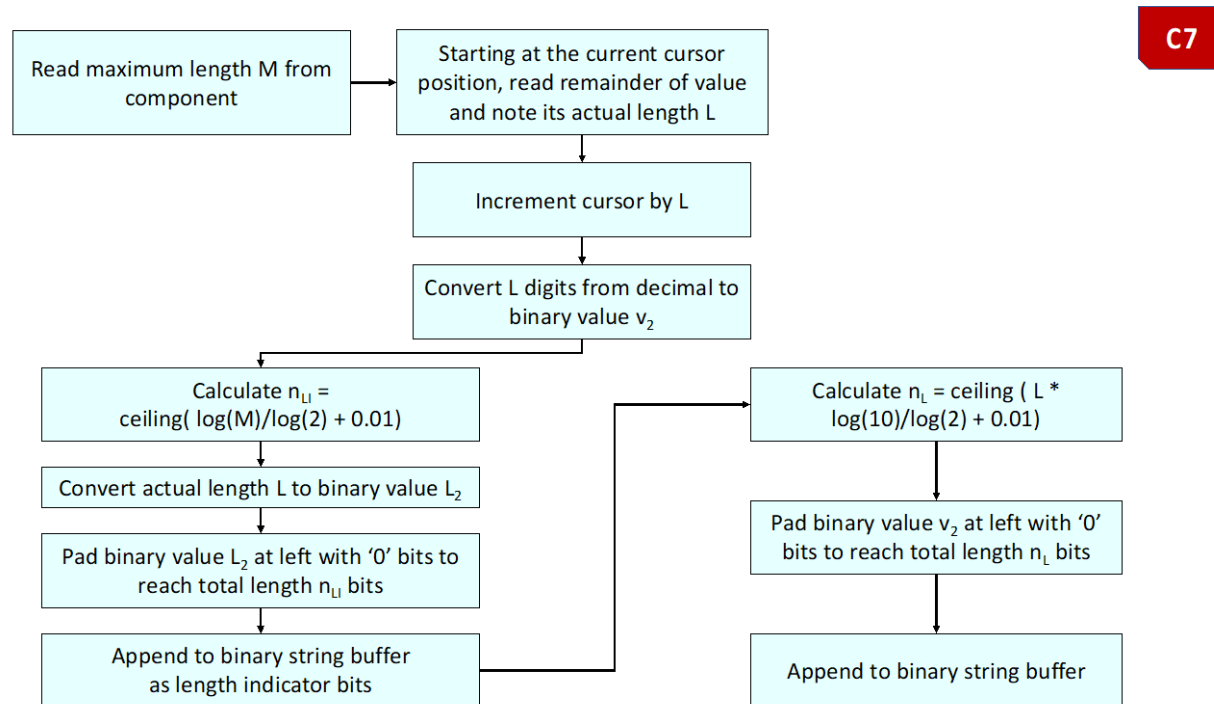 C7
Read maximum length M from
component
Starting at the current cursor
position, read remainder of value
and note its actual length L
Increment cursor by L
Convert L digits from decimal to
binary value v₂
Calculate n_LI =
ceiling( log(M)/log(2) + 0.01)
Convert actual length L to binary value L₂
Pad binary value L₂ at left with ‘0’ bits to
reach total length n_LI bits
Append to binary string buffer
as length indicator bits
Calculate n_L = ceiling ( L *
log(10)/log(2) + 0.01)
Pad binary value v₂ at left with ‘0’
bits to reach total length n_L bits
Append to binary string buffer